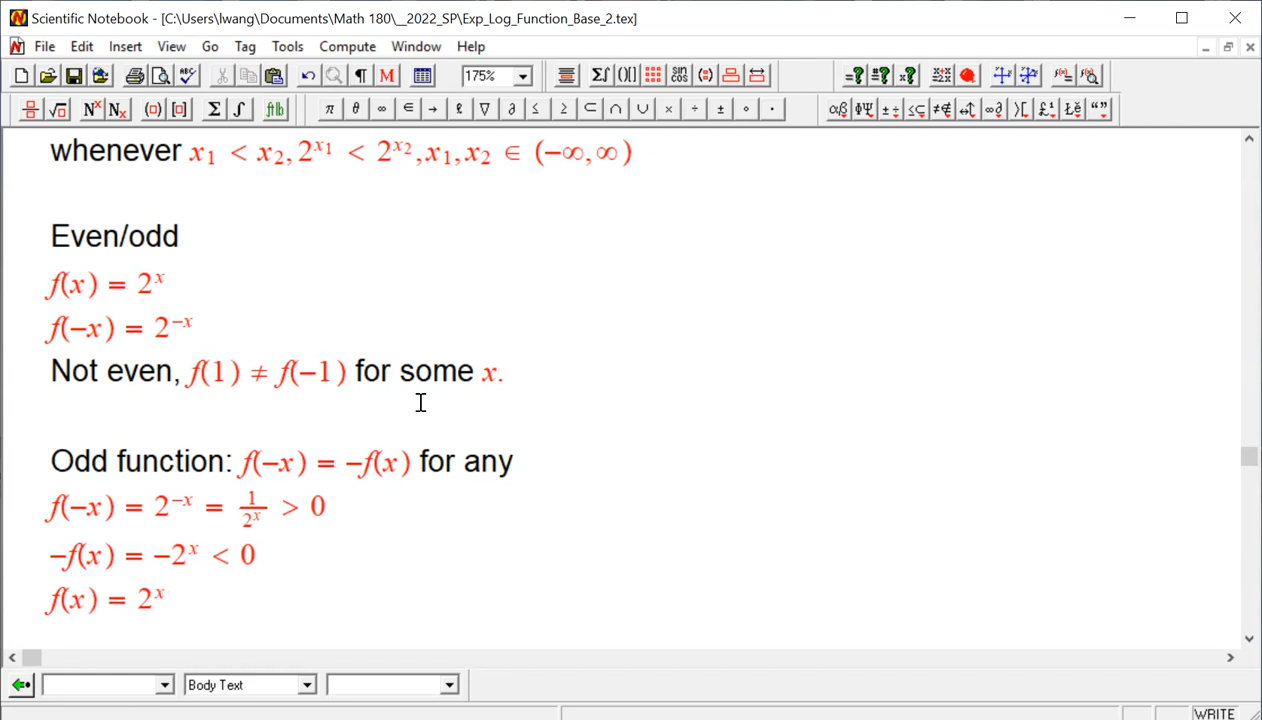 Scientific Notebook - [C:\Users\lwang\Documents\Math 180\__2022_SP\Exp_Log_Function_Base_2.tex]
File Edit Insert View Go Tag Tools Compute Window Help
175%
whenever x₁ < x₂, 2^{x₁} < 2^{x₂}, x₁, x₂ ∈ (−∞, ∞)
Even/odd
f(x) = 2^x
f(−x) = 2^{−x}
Not even, f(1) ≠ f(−1) for some x.
Odd function: f(−x) = −f(x) for any
f(−x) = 2^{−x} = 1/2^x > 0
−f(x) = −2^x < 0
f(x) = 2^x
Body Text
WRITE